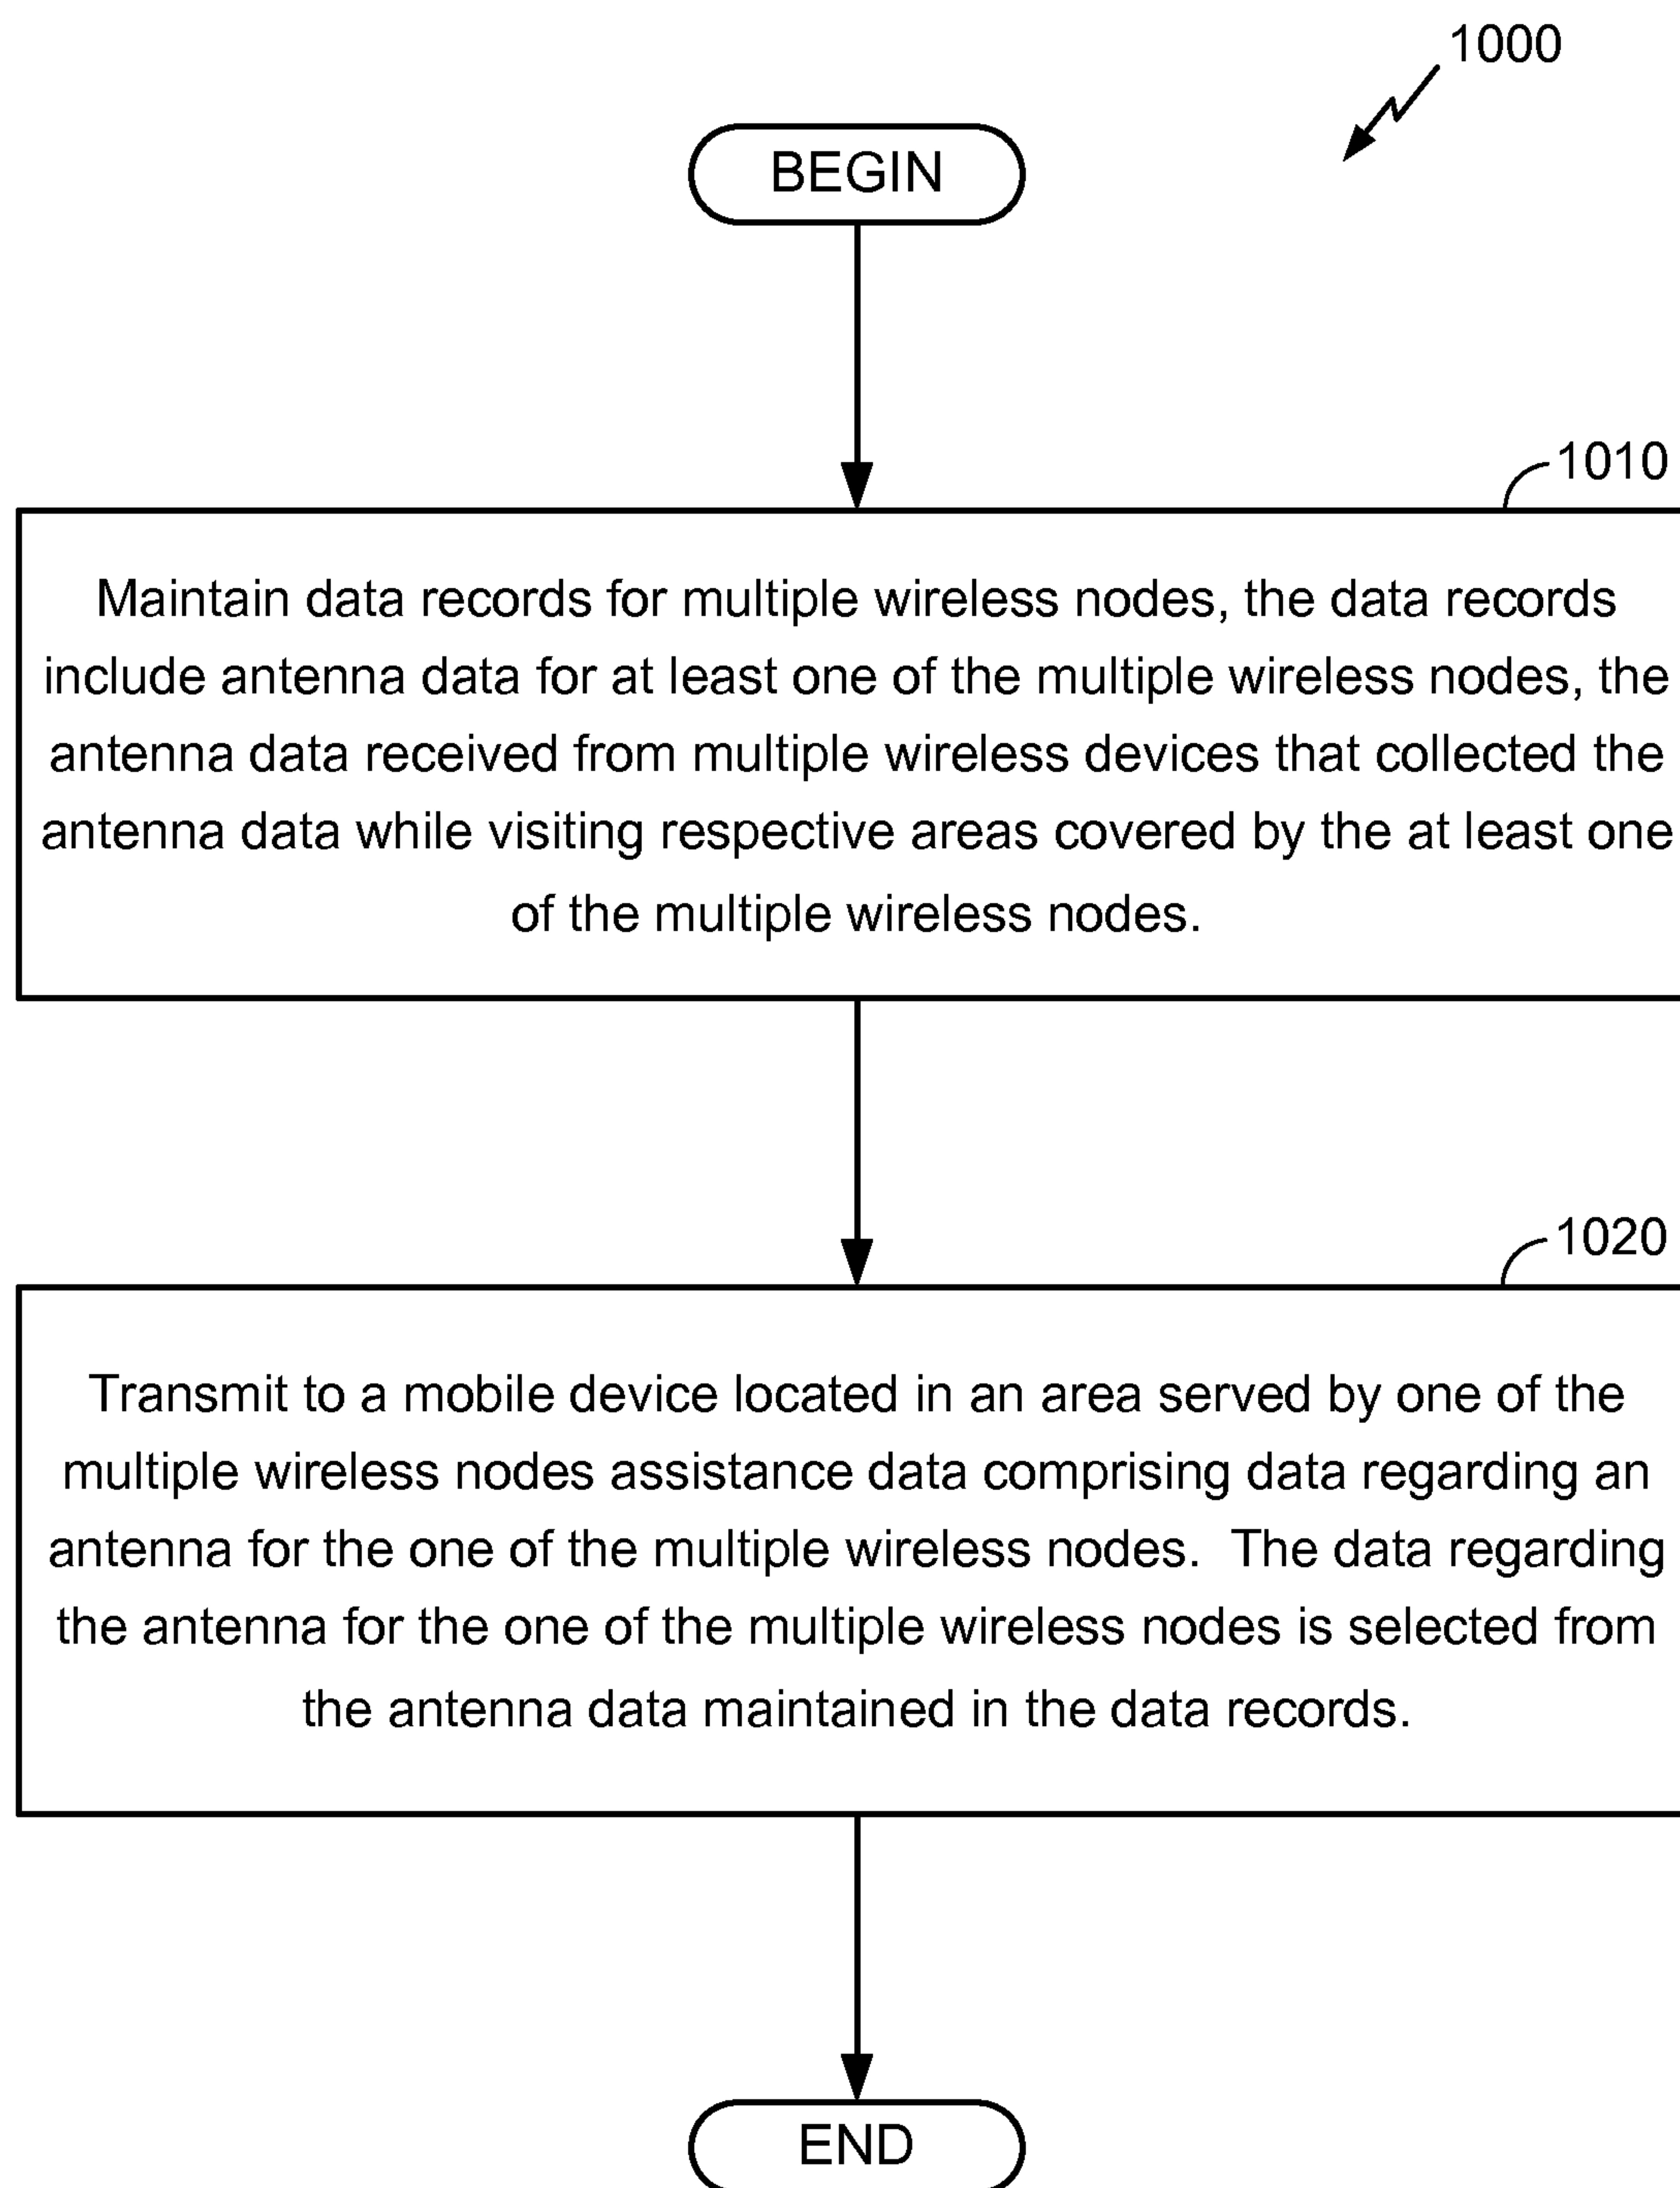 1000
BEGIN
1010
Maintain data records for multiple wireless nodes, the data records
include antenna data for at least one of the multiple wireless nodes, the
antenna data received from multiple wireless devices that collected the
antenna data while visiting respective areas covered by the at least one
of the multiple wireless nodes.
1020
Transmit to a mobile device located in an area served by one of the
multiple wireless nodes assistance data comprising data regarding an
antenna for the one of the multiple wireless nodes.  The data regarding
the antenna for the one of the multiple wireless nodes is selected from
the antenna data maintained in the data records.
END